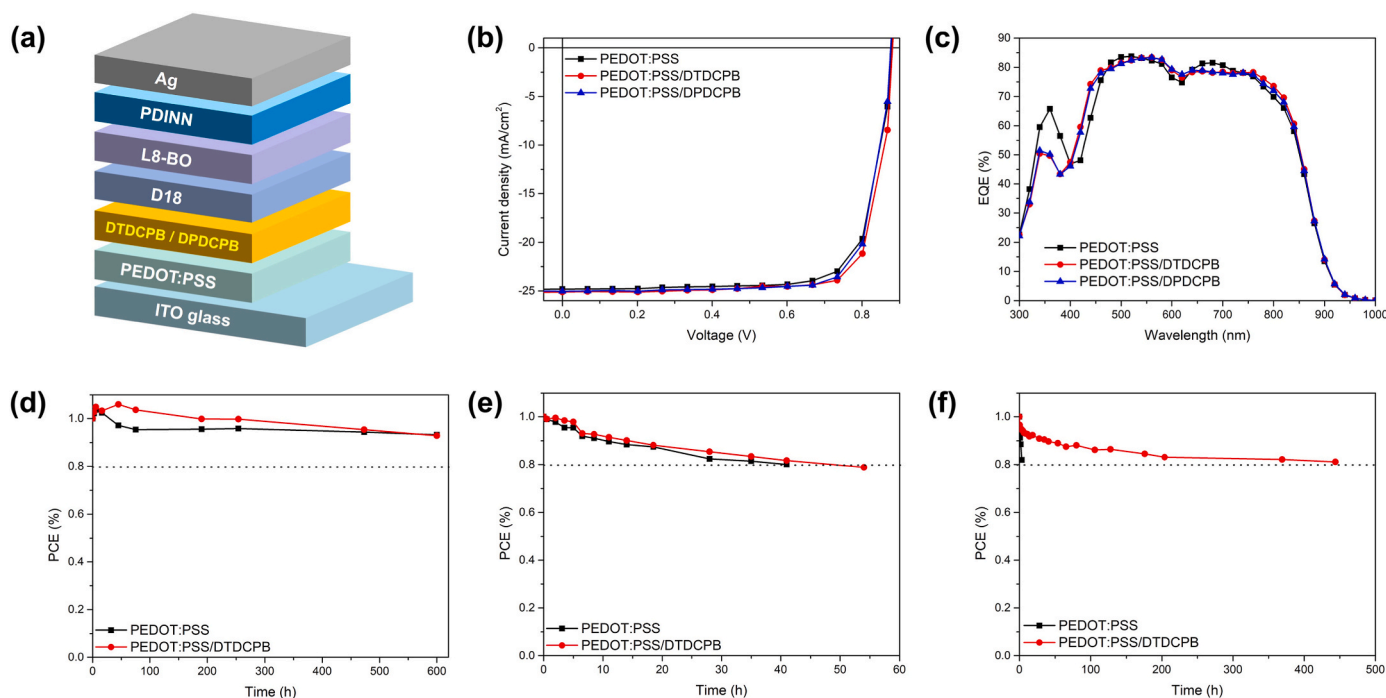 (a)
Ag
PDINN
L8-BO
D18
DTDCPB / DPDCPB
PEDOT:PSS
ITO glass
(b)
0
-5
-10
-15
-20
-25
Current density (mA/cm²)
PEDOT:PSS
PEDOT:PSS/DTDCPB
PEDOT:PSS/DPDCPB
0.0 0.2 0.4 0.6 0.8
Voltage (V)
(c)
90
80
70
60
50
40
30
20
10
0
EQE (%)
PEDOT:PSS
PEDOT:PSS/DTDCPB
PEDOT:PSS/DPDCPB
300 400 500 600 700 800 900 1000
Wavelength (nm)
(d)
1.0
0.8
0.6
0.4
0.2
0.0
PCE (%)
PEDOT:PSS
PEDOT:PSS/DTDCPB
0 100 200 300 400 500 600
Time (h)
(e)
1.0
0.8
0.6
0.4
0.2
0.0
PCE (%)
PEDOT:PSS
PEDOT:PSS/DTDCPB
0 10 20 30 40 50 60
Time (h)
(f)
1.0
0.8
0.6
0.4
0.2
0.0
PCE (%)
PEDOT:PSS
PEDOT:PSS/DTDCPB
0 100 200 300 400 500
Time (h)